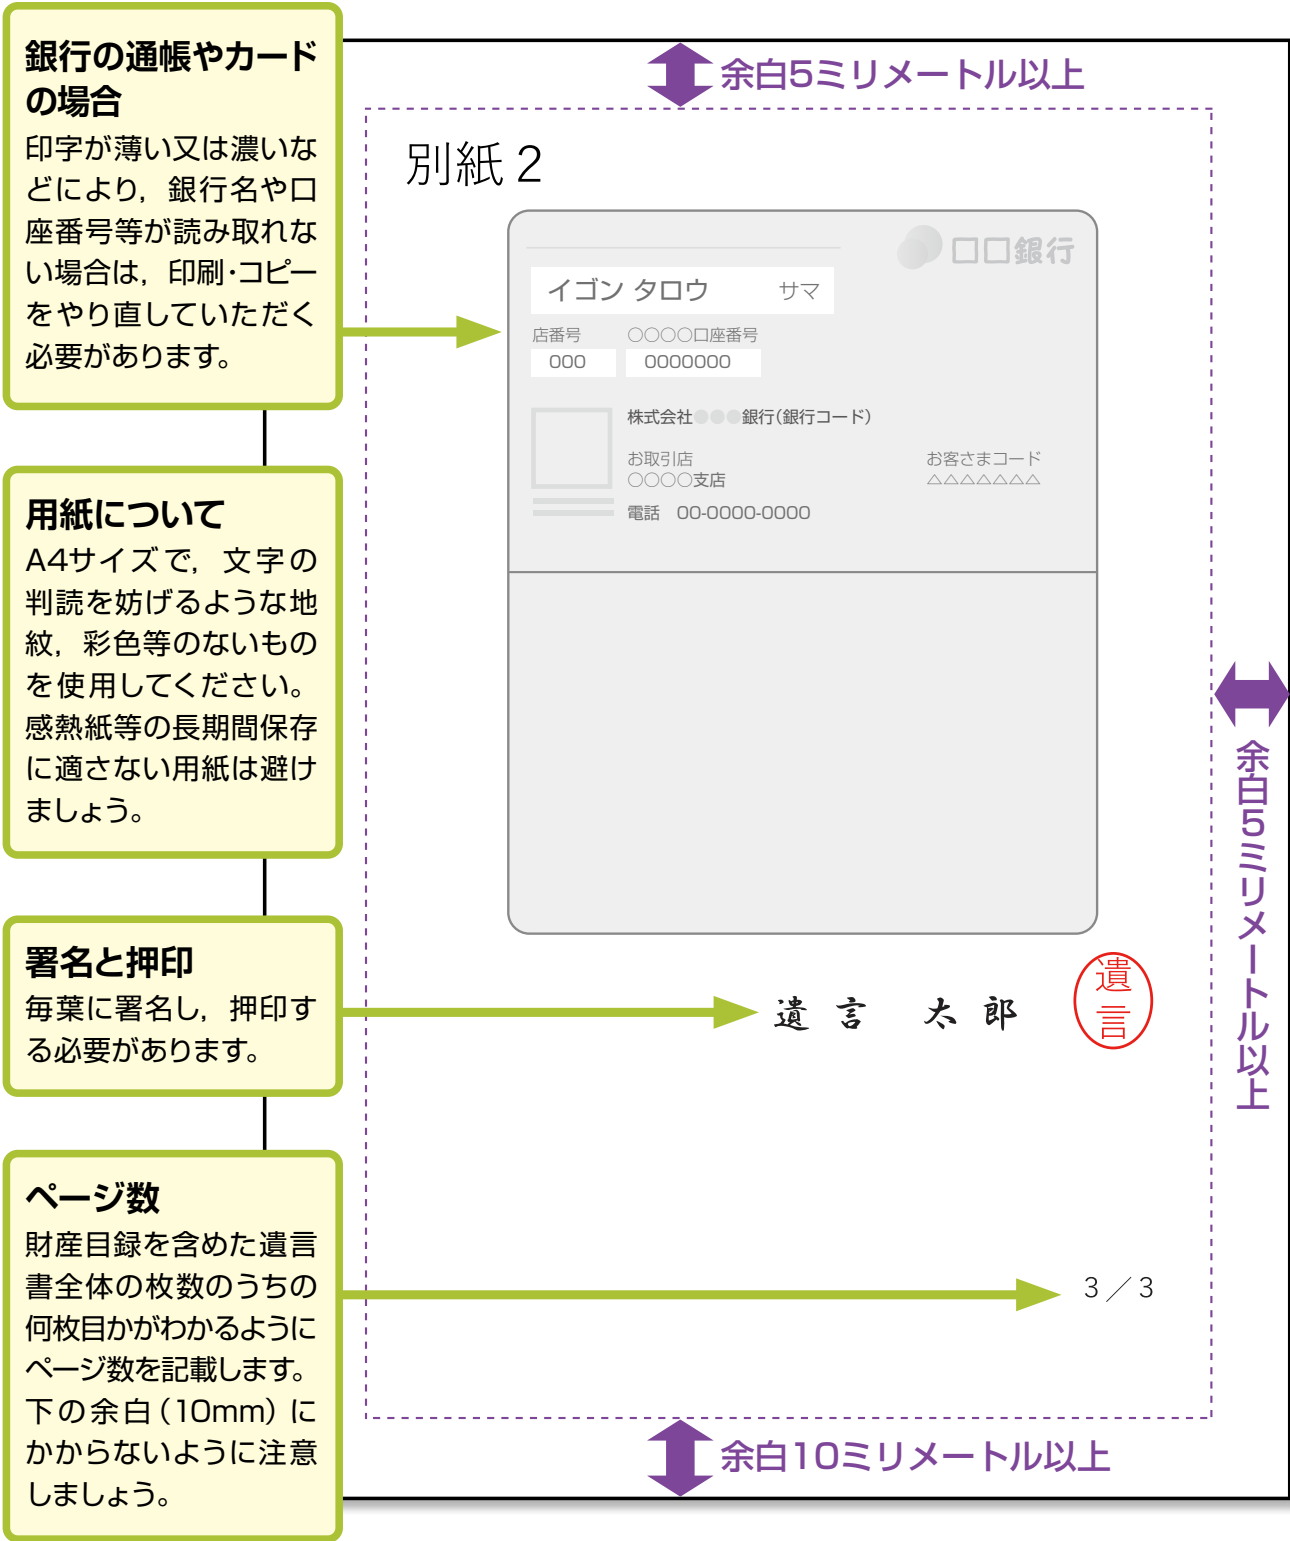 銀行の通帳やカード
の場合
印字が薄い又は濃いな
どにより，銀行名や口
座番号等が読み取れな
い場合は，印刷・コピー
をやり直していただく
必要があります。
用紙について
A4サイズで，文字の
判読を妨げるような地
紋，彩色等のないもの
を使用してください。
感熱紙等の長期間保存
に適さない用紙は避け
ましょう。
署名と押印
毎葉に署名し，押印す
る必要があります。
ページ数
財産目録を含めた遺言
書全体の枚数のうちの
何枚目かがわかるように
ページ数を記載します。
下の余白（10mm）に
かからないように注意
しましょう。
余白5ミリメートル以上
別紙２
口口銀行
イゴン タロウ サマ
店番号 〇〇〇〇口座番号
000 0000000
株式会社●●●銀行（銀行コード）
お取引店 お客さまコード
〇〇〇〇支店 △△△△△△△
電話 00-0000-0000
遺言 太郎
遺言
３／３
余白5ミリメートル以上
余白10ミリメートル以上